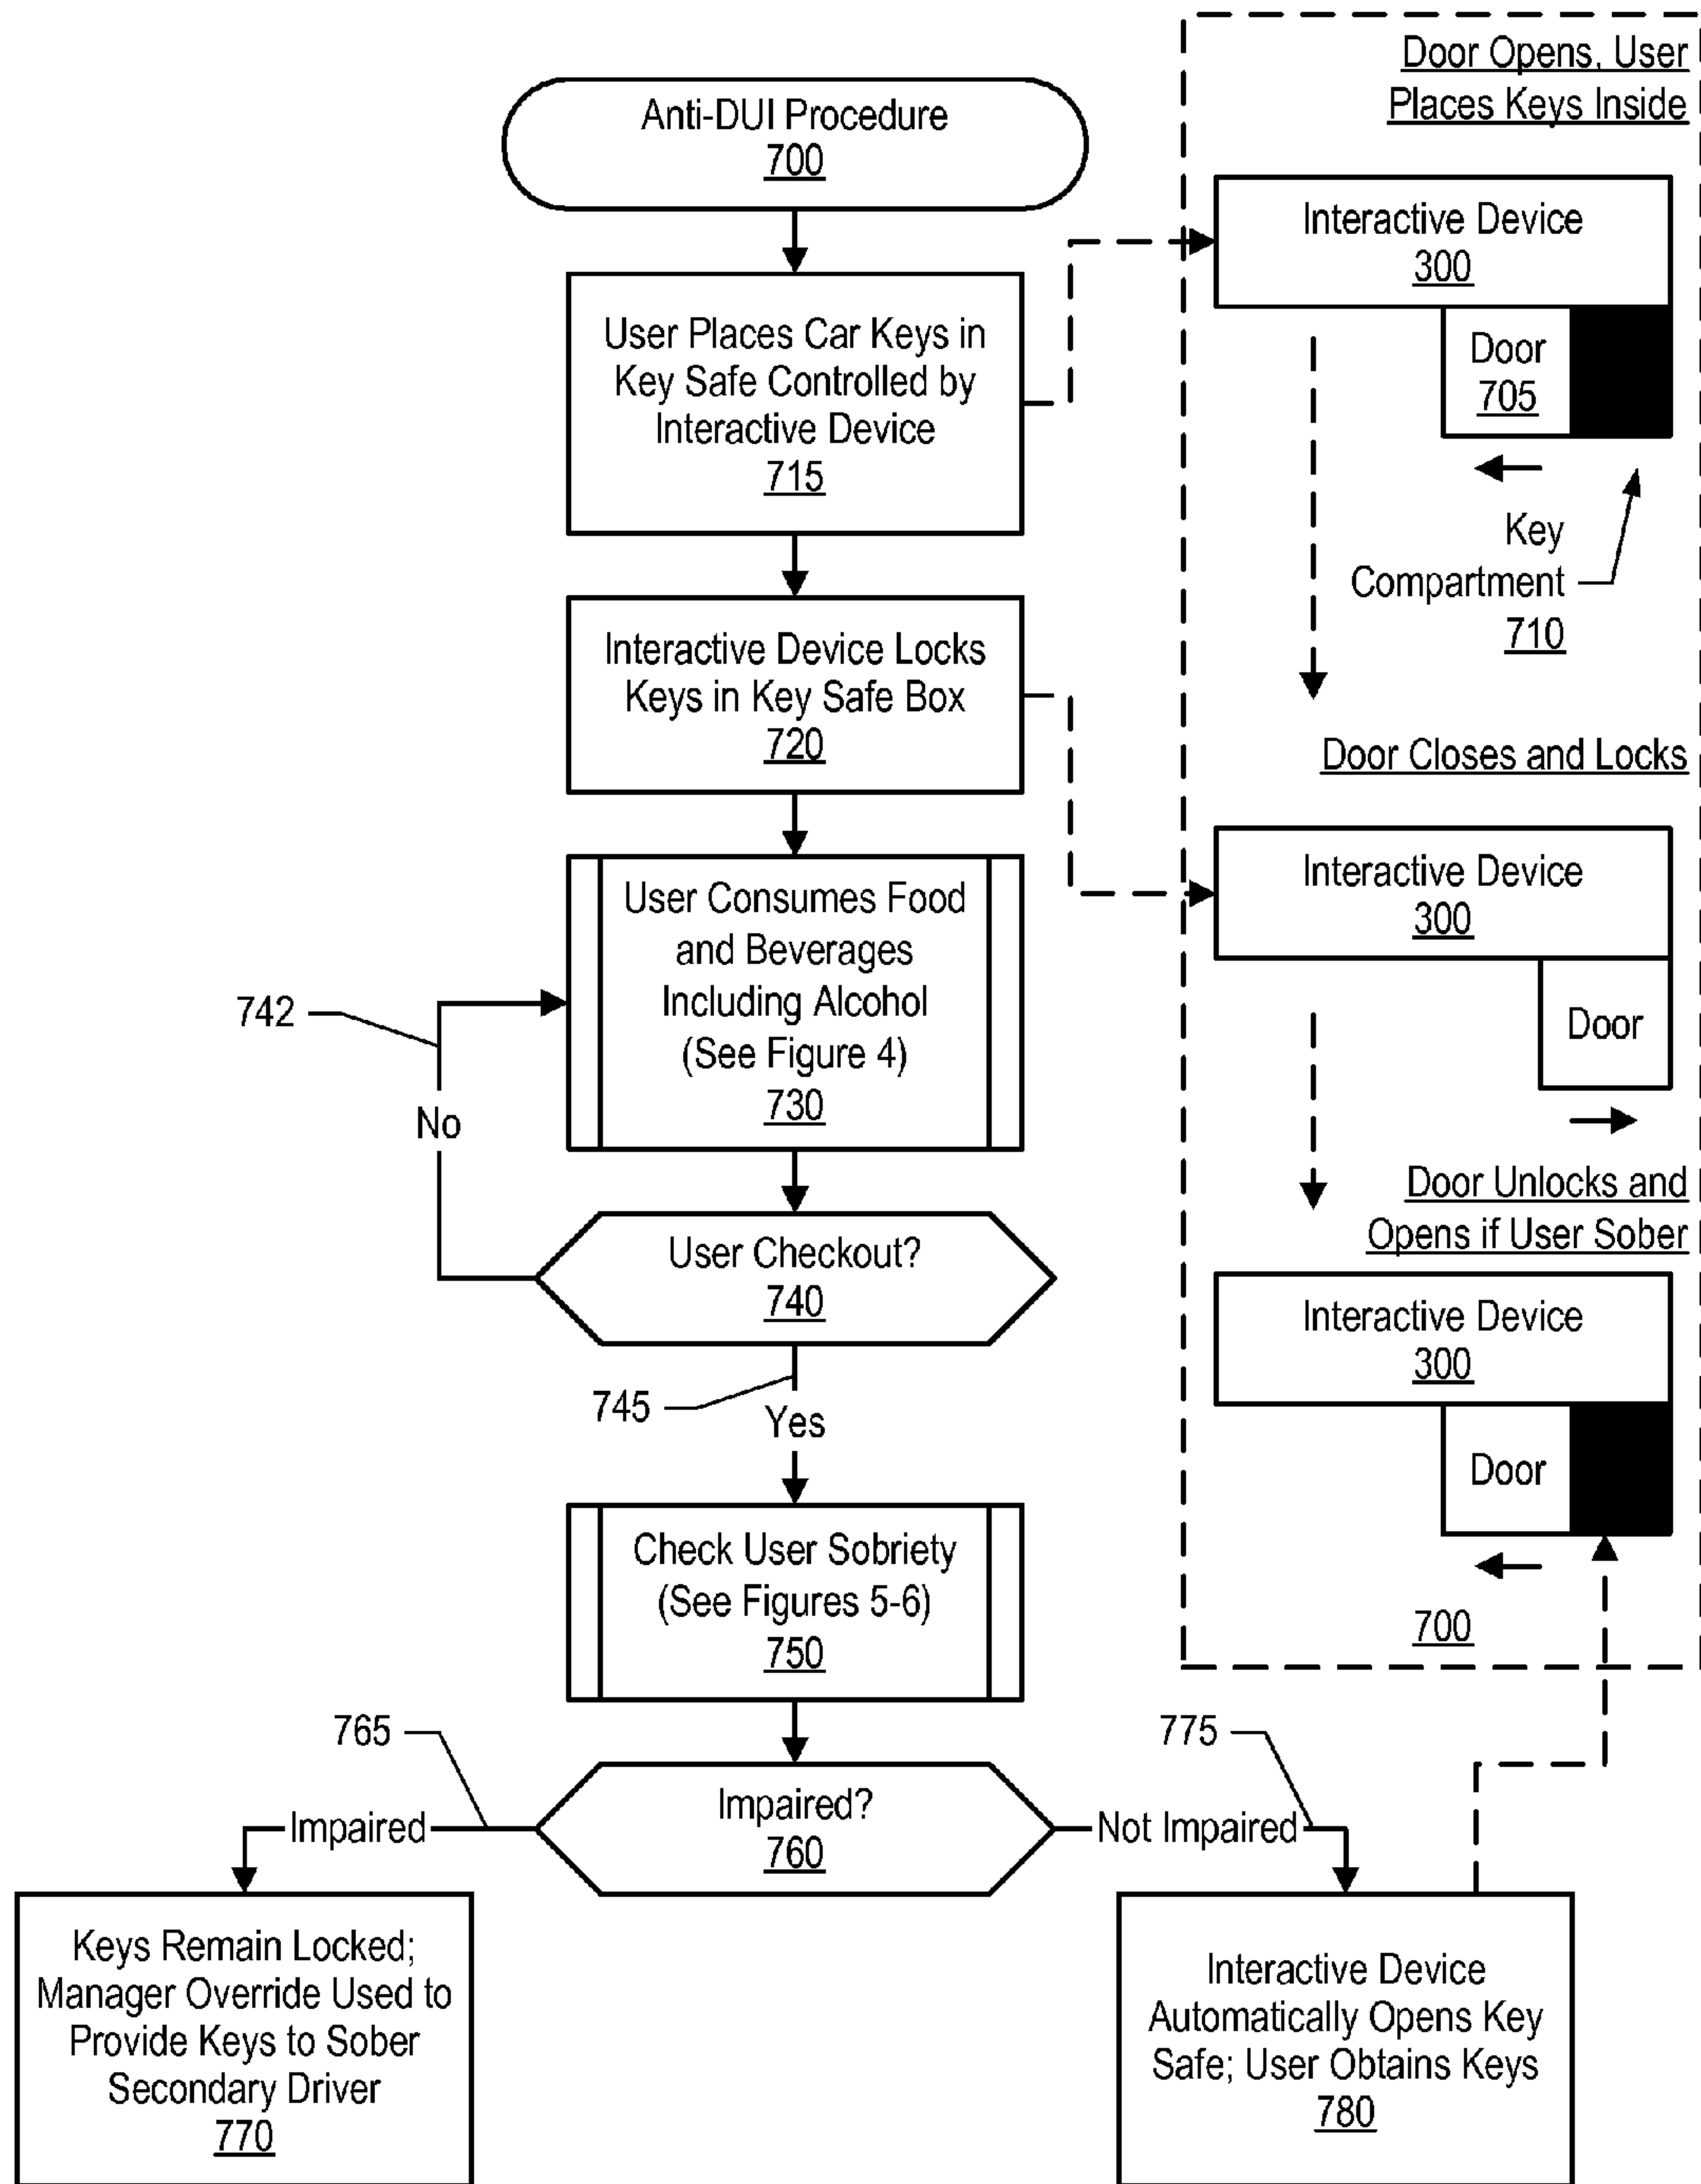 Anti-DUI Procedure
700
User Places Car Keys in
Key Safe Controlled by
Interactive Device
715
Interactive Device Locks
Keys in Key Safe Box
720
User Consumes Food
and Beverages
Including Alcohol
(See Figure 4)
730
742
No
User Checkout?
740
745
Yes
Check User Sobriety
(See Figures 5-6)
750
765
775
Impaired?
760
Impaired
Not Impaired
Keys Remain Locked;
Manager Override Used to
Provide Keys to Sober
Secondary Driver
770
Interactive Device
Automatically Opens Key
Safe; User Obtains Keys
780
Door Opens, User
Places Keys Inside
Interactive Device
300
Door
705
Key
Compartment
710
Door Closes and Locks
Interactive Device
300
Door
Door Unlocks and
Opens if User Sober
Interactive Device
300
Door
700